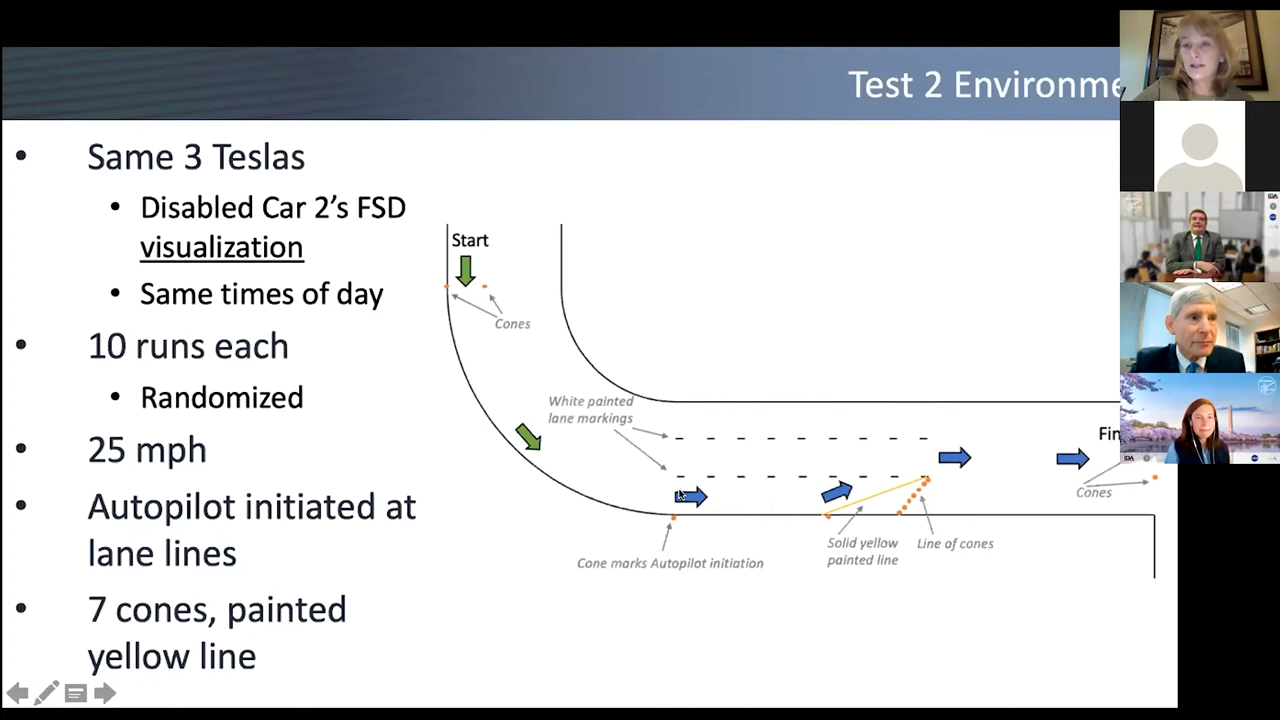 Test 2 Environme
• Same 3 Teslas
• Disabled Car 2's FSD
visualization
• Same times of day
• 10 runs each
• Randomized
• 25 mph
• Autopilot initiated at
lane lines
• 7 cones, painted
yellow line
Start
Cones
White painted
lane markings
Fin
Cones
Solid yellow
painted line
Line of cones
Cone marks Autopilot initiation
IDA
IDA